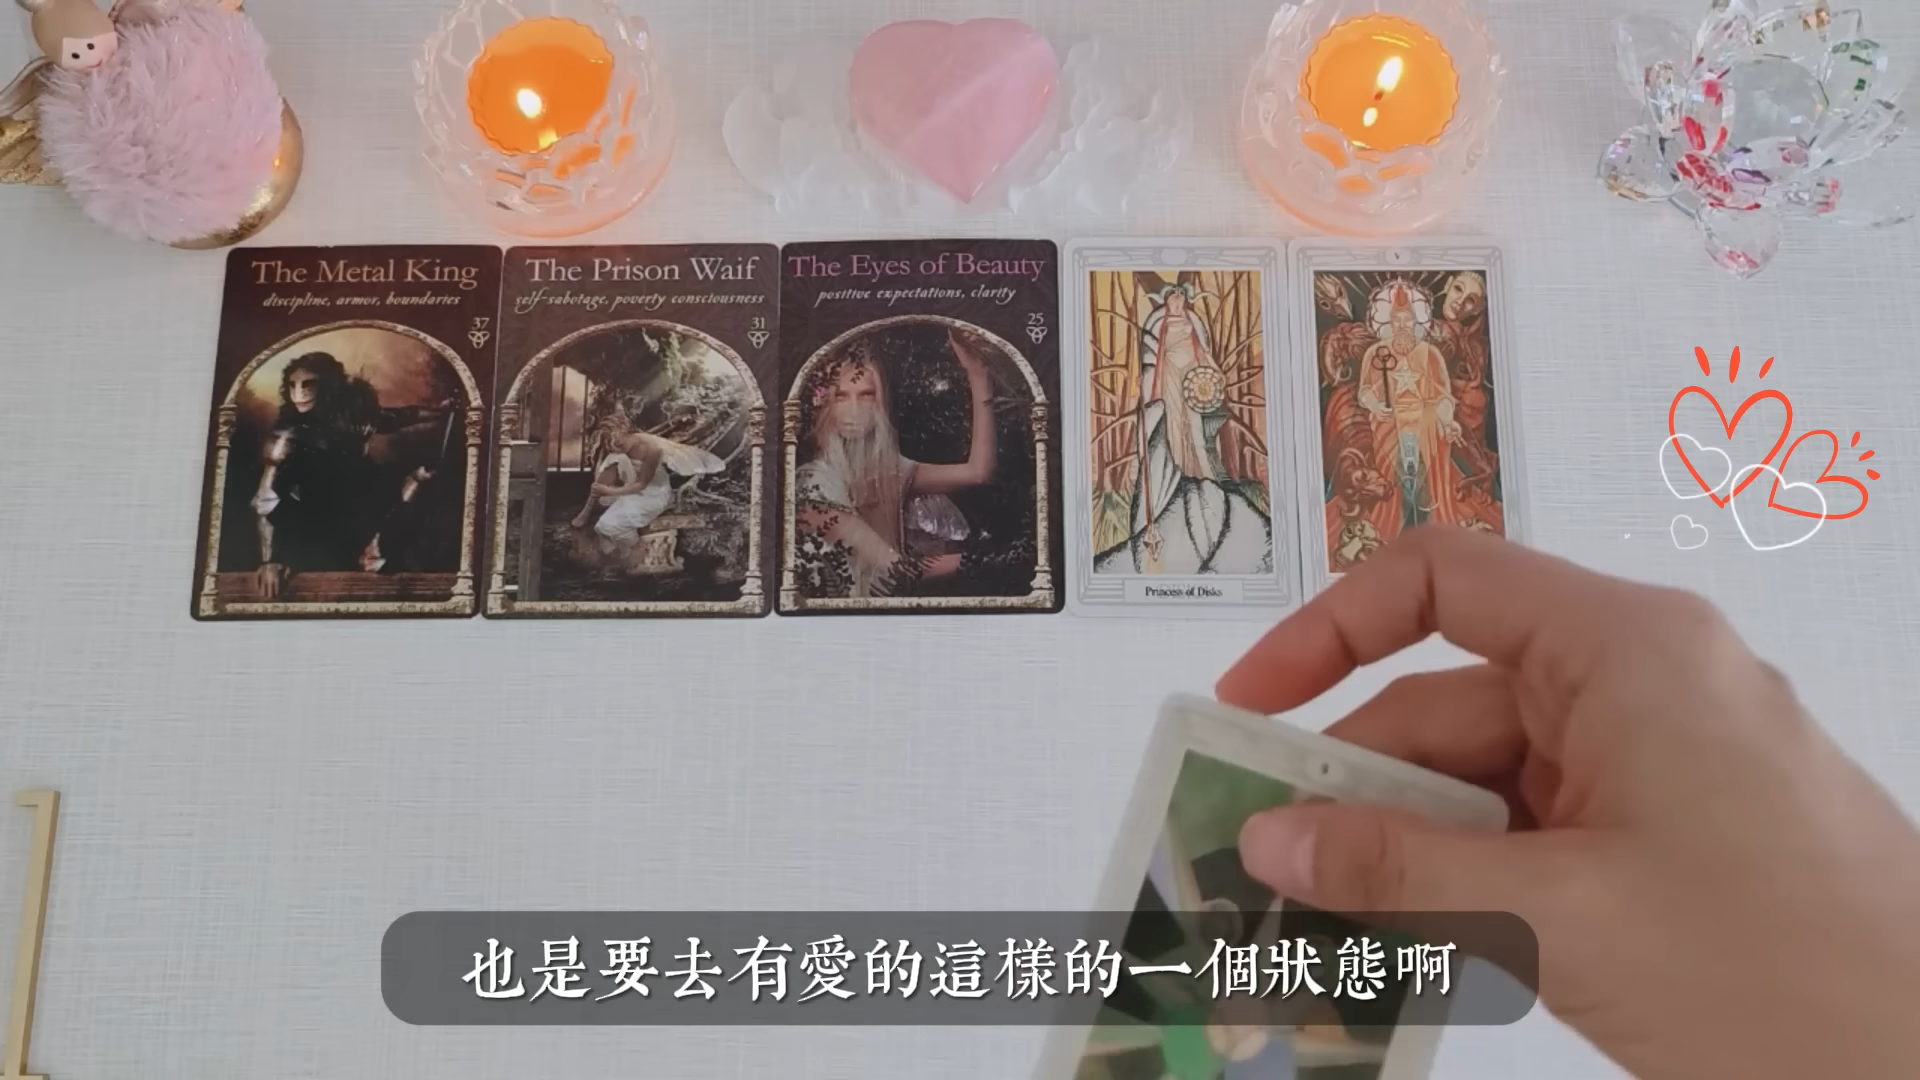 The Metal King
discipline, armor, boundaries
37
The Prison Waif
self-sabotage, poverty consciousness
31
The Eyes of Beauty
positive expectations, clarity
25
V
Princess of Disks
也是要去有愛的這樣的一個狀態啊